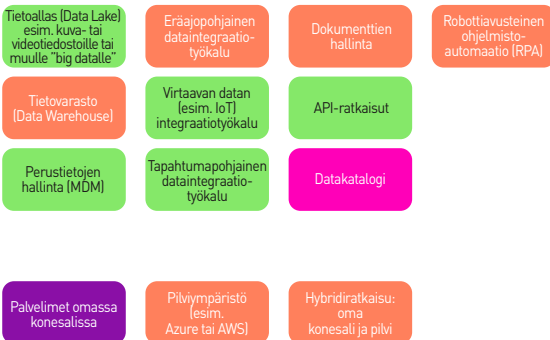 Tietoallas (Data Lake)
esim. kuva- tai
videotiedostoille tai
muulle ”big datalle”
Eräajopohjainen
dataintegraatio-
työkalu
Dokumenttien
hallinta
Robottiavusteinen
ohjelmisto-
automaatio (RPA)
Tietovarasto
(Data Warehouse)
Virtaavan datan
(esim. IoT)
integraatiotyökalu
API-ratkaisut
Perustietojen
hallinta (MDM)
Tapahtumapohjainen
dataintegraatio-
työkalu
Datakatalogi
Palvelimet omassa
konesalissa
Pilviympäristö
(esim.
Azure tai AWS)
Hybridiratkaisu:
oma
konesali ja pilvi